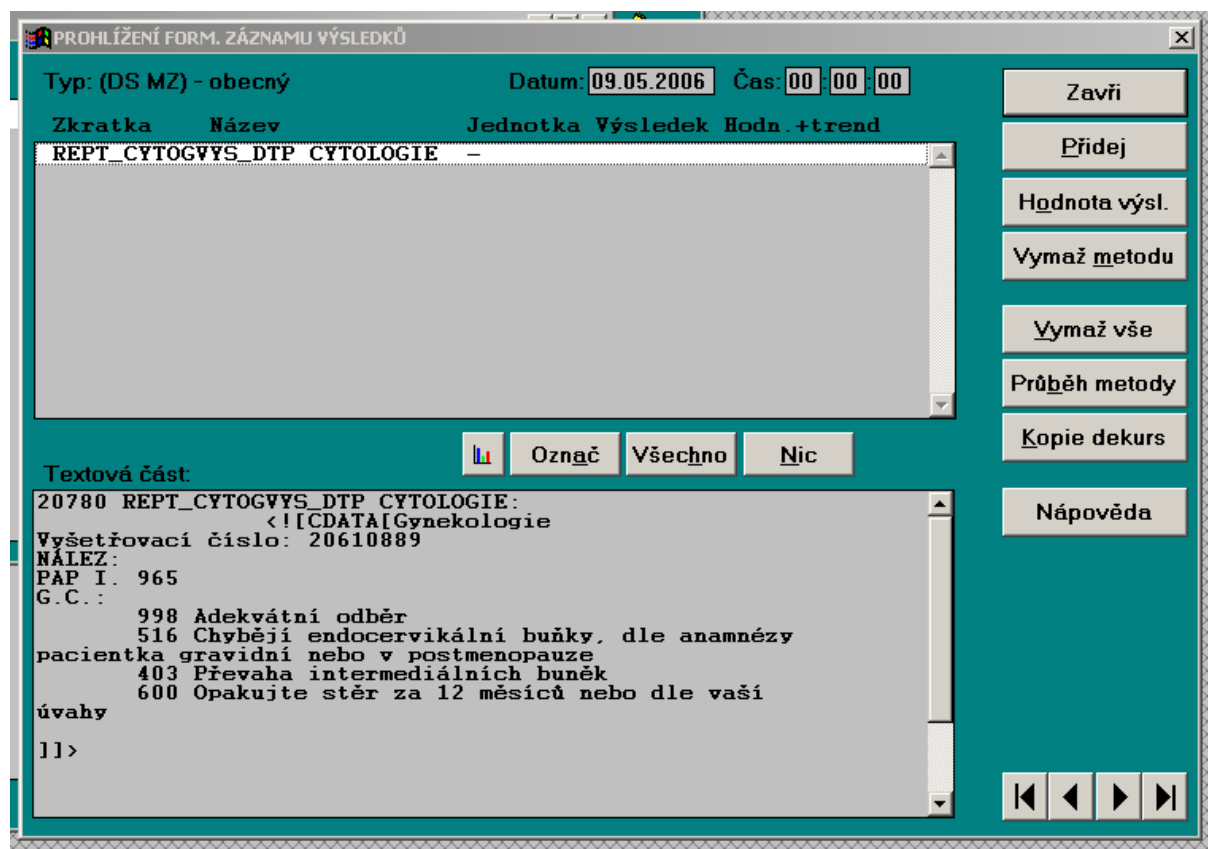 PROHLÍŽENÍ FORM. ZÁZNAMU VÝSLEDKŮ
Typ: (DS MZ) - obecný Datum: 09.05.2006 Čas: 00:00:00
Zkratka Název Jednotka Výsledek Hodn.+trend
REPT_CYTOGVYS_DTP CYTOLOGIE –
Zavři
Přidej
Hodnota výsl.
Vymaž metodu
Vymaž vše
Průběh metody
Kopie dekurs
Nápověda
Označ Všechno Nic
Textová část:
20780 REPT_CYTOGVYS_DTP CYTOLOGIE:
<![CDATA[Gynekologie
Vyšetřovací číslo: 20610889
NÁLEZ:
PAP I. 965
G.C.:
998 Adekvátní odběr
516 Chybějí endocervikální buňky, dle anamnézy
pacientka gravidní nebo v postmenopauze
403 Převaha intermediálních buněk
600 Opakujte stěr za 12 měsíců nebo dle vaší
úvahy
]]>